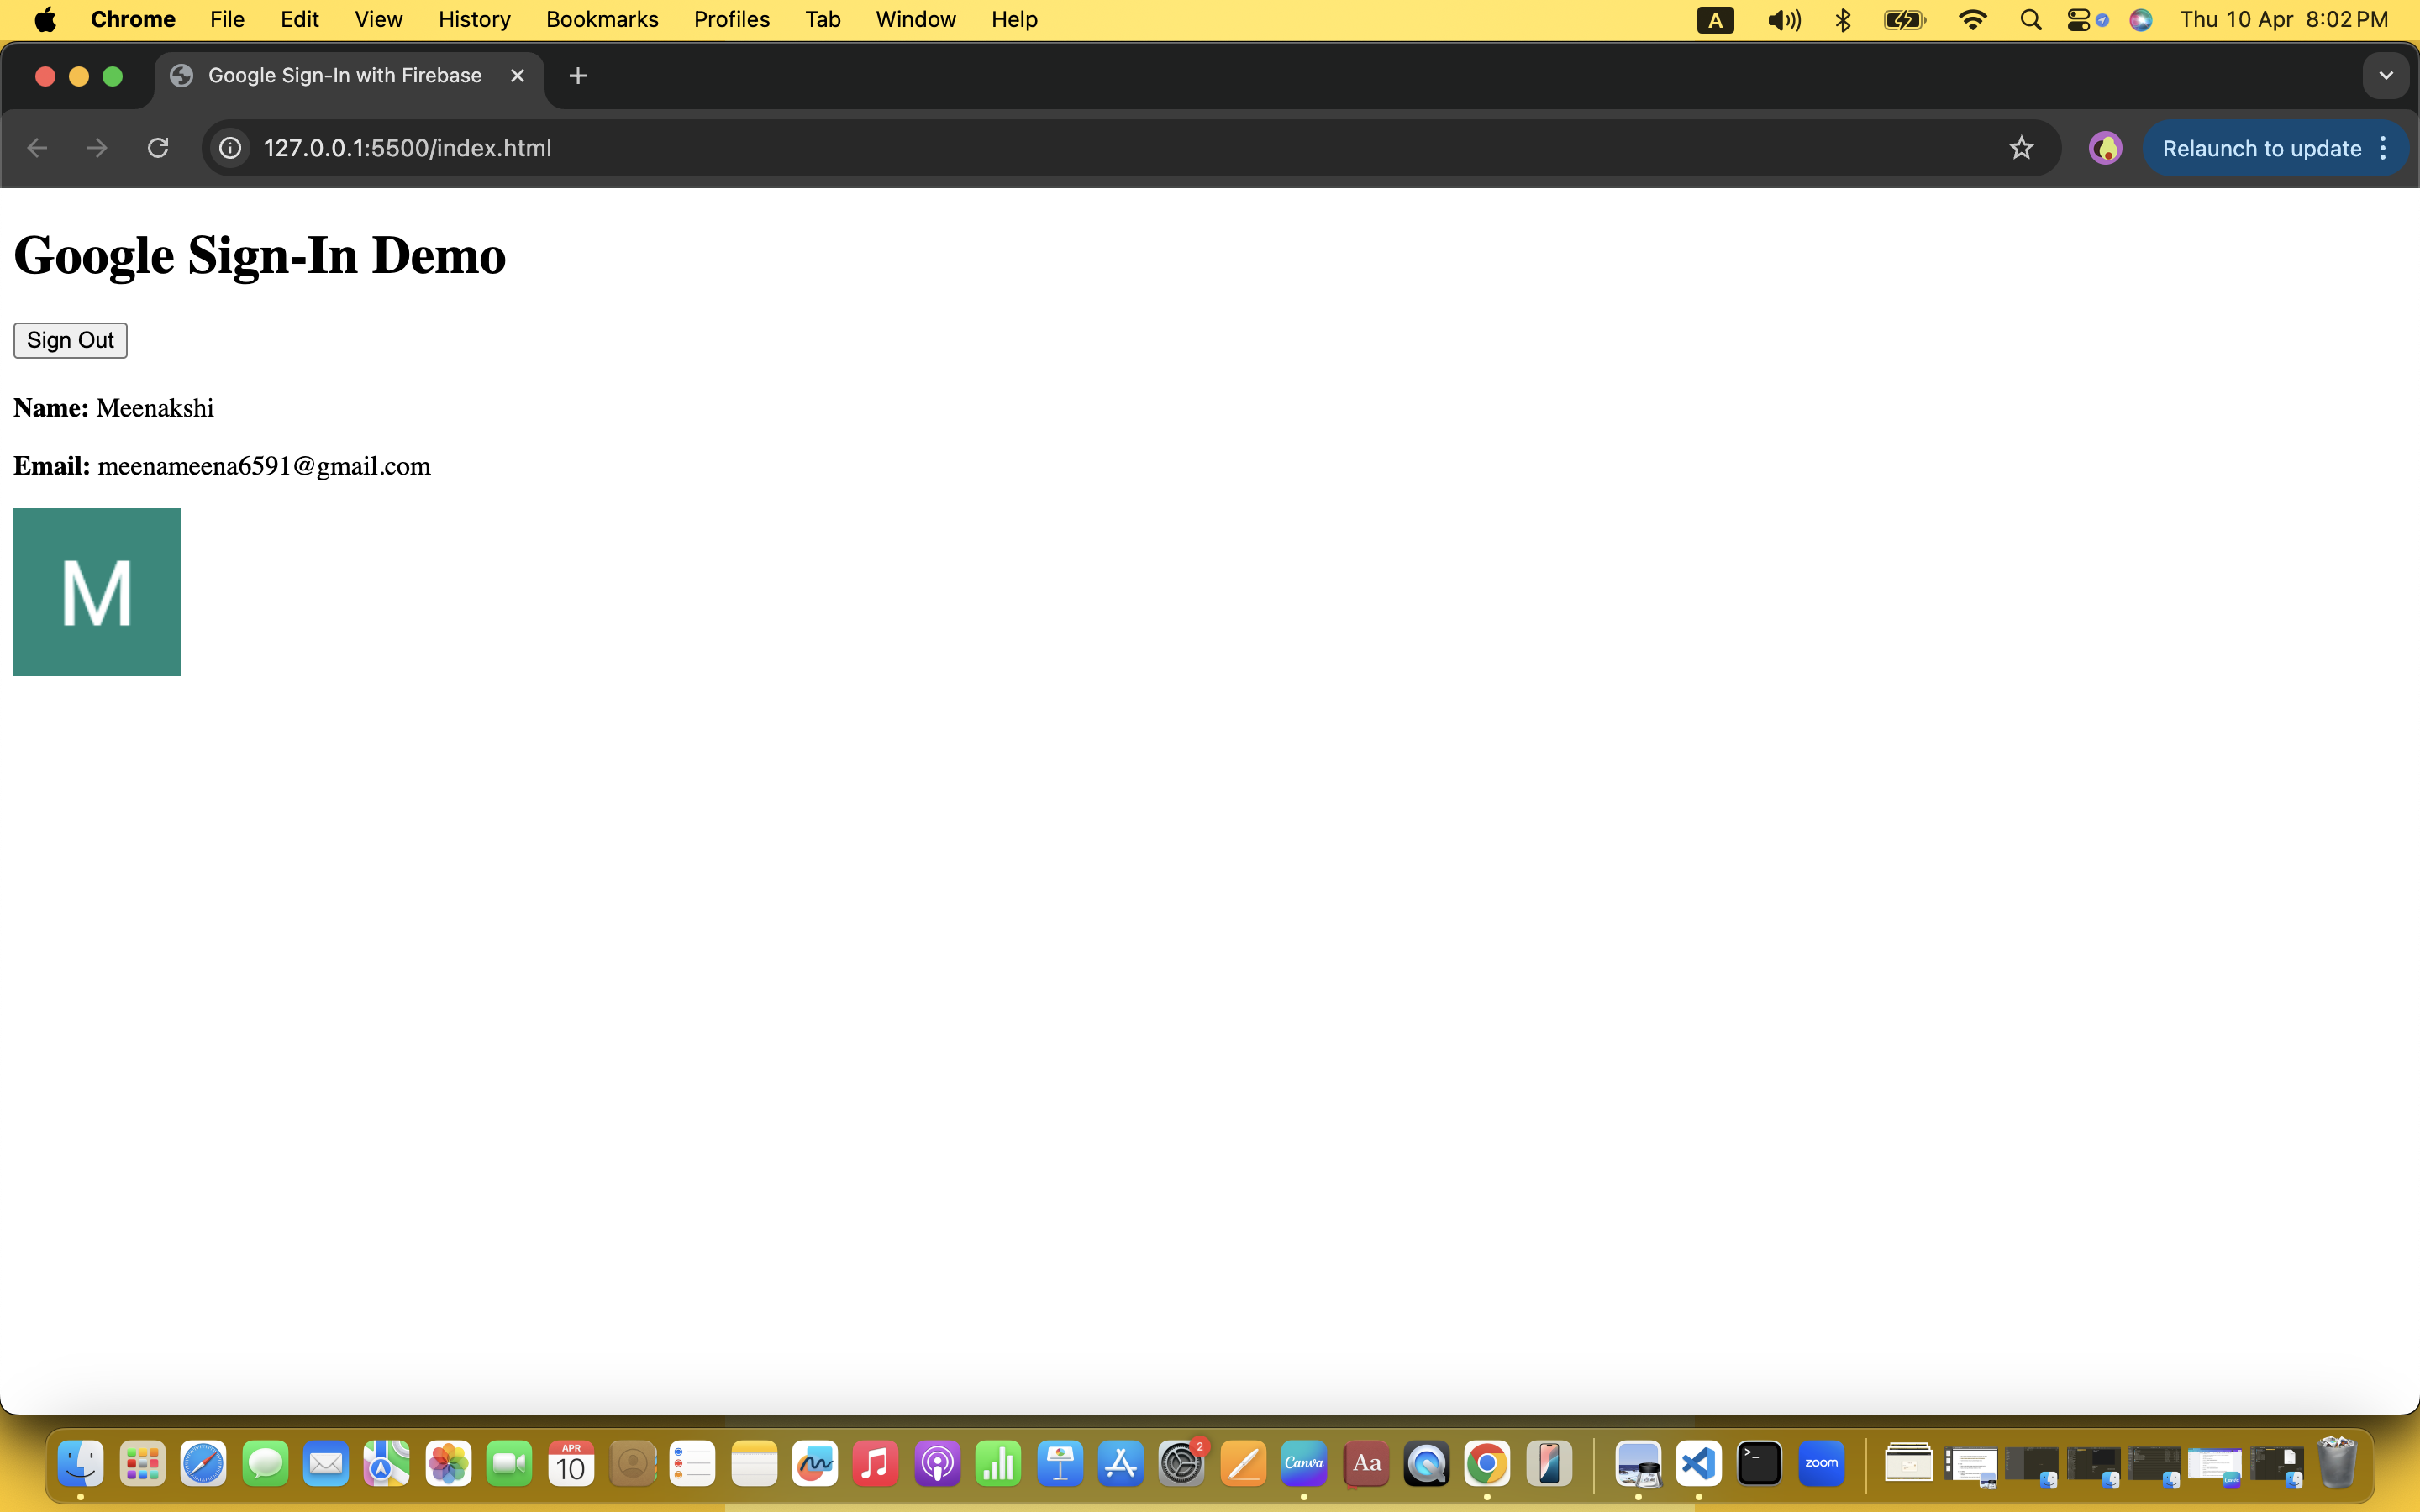 Chrome File Edit View History Bookmarks Profiles Tab Window Help A Thu 10 Apr 8:02 PM
Google Sign-In with Firebase
127.0.0.1:5500/index.html Relaunch to update
Google Sign-In Demo
Sign Out
Name: Meenakshi
Email: meenameena6591@gmail.com
M
APR
10
2
Canva
Aa
>_
zoom